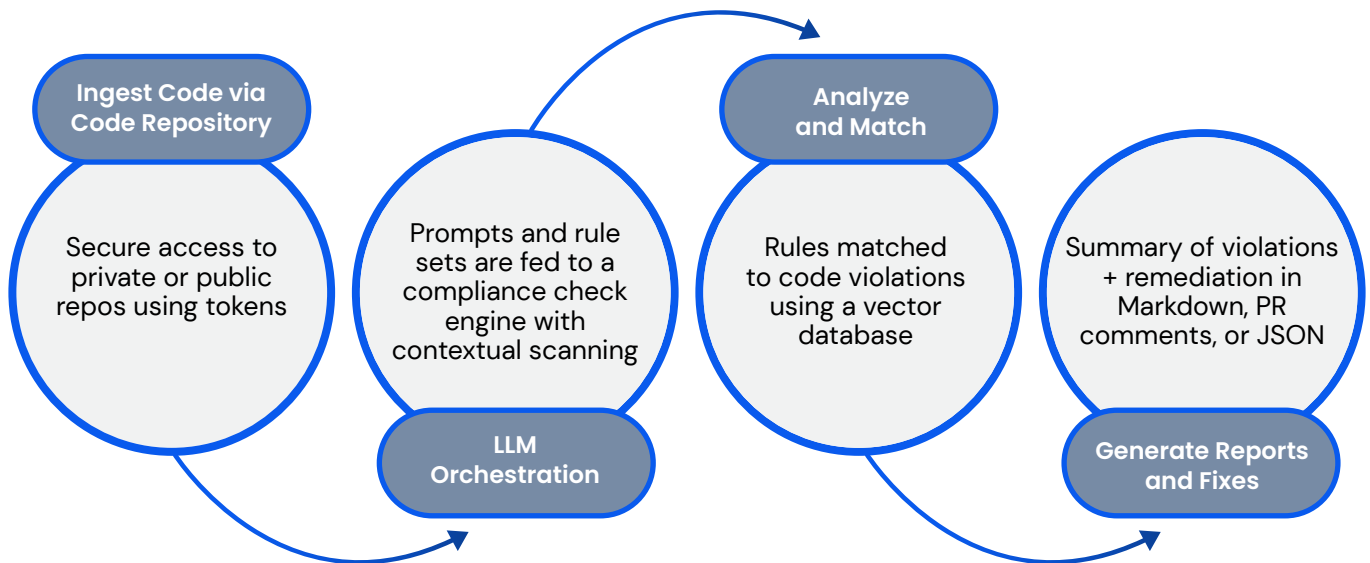 Ingest Code via
Code Repository
Secure access to
private or public
repos using tokens
Prompts and rule
sets are fed to a
compliance check
engine with
contextual scanning
LLM
Orchestration
Analyze
and Match
Rules matched
to code violations
using a vector
database
Summary of violations
+ remediation in
Markdown, PR
comments, or JSON
Generate Reports
and Fixes